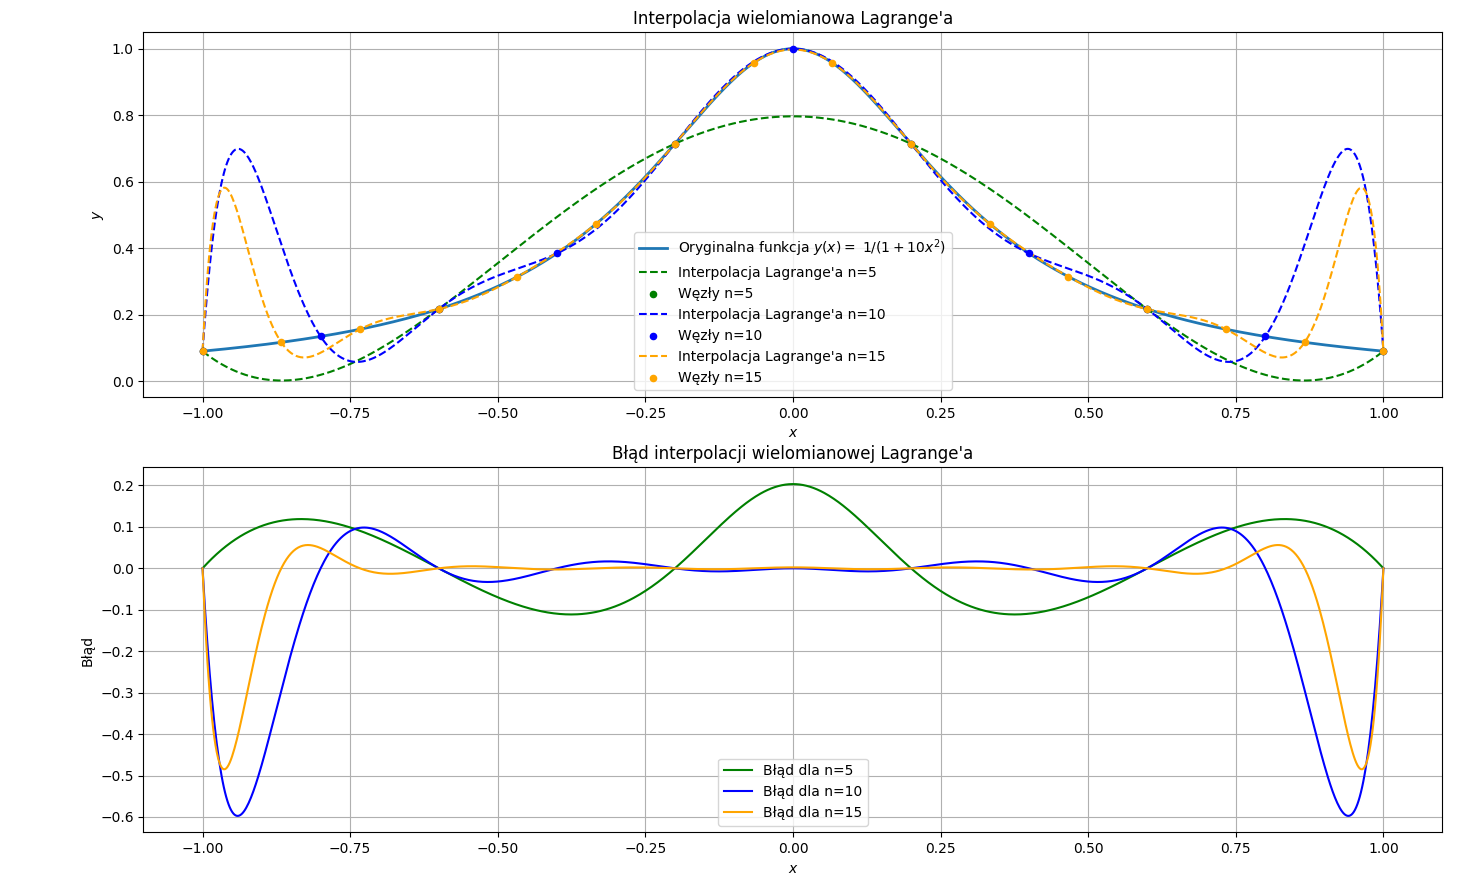 Interpolacja wielomianowa Lagrange'a
1.0
0.8
0.6
0.4
0.2
0.0
y
Oryginalna funkcja y(x) = 1/(1 + 10x²)
Interpolacja Lagrange'a n=5
Węzły n=5
Interpolacja Lagrange'a n=10
Węzły n=10
Interpolacja Lagrange'a n=15
Węzły n=15
−1.00 −0.75 −0.50 −0.25 0.00 0.25 0.50 0.75 1.00
x
Błąd interpolacji wielomianowej Lagrange'a
0.2
0.1
0.0
−0.1
−0.2
−0.3
−0.4
−0.5
−0.6
Błąd
Błąd dla n=5
Błąd dla n=10
Błąd dla n=15
−1.00 −0.75 −0.50 −0.25 0.00 0.25 0.50 0.75 1.00
x